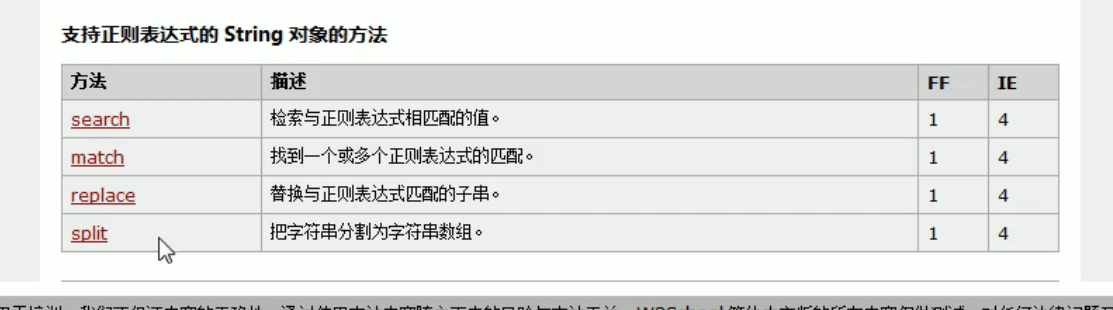 支持正则表达式的 String 对象的方法
方法 描述 FF IE
search 检索与正则表达式相匹配的值。 1 4
match 找到一个或多个正则表达式的匹配。 1 4
replace 替换与正则表达式匹配的子串。 1 4
split 把字符串分割为字符串数组。 1 4